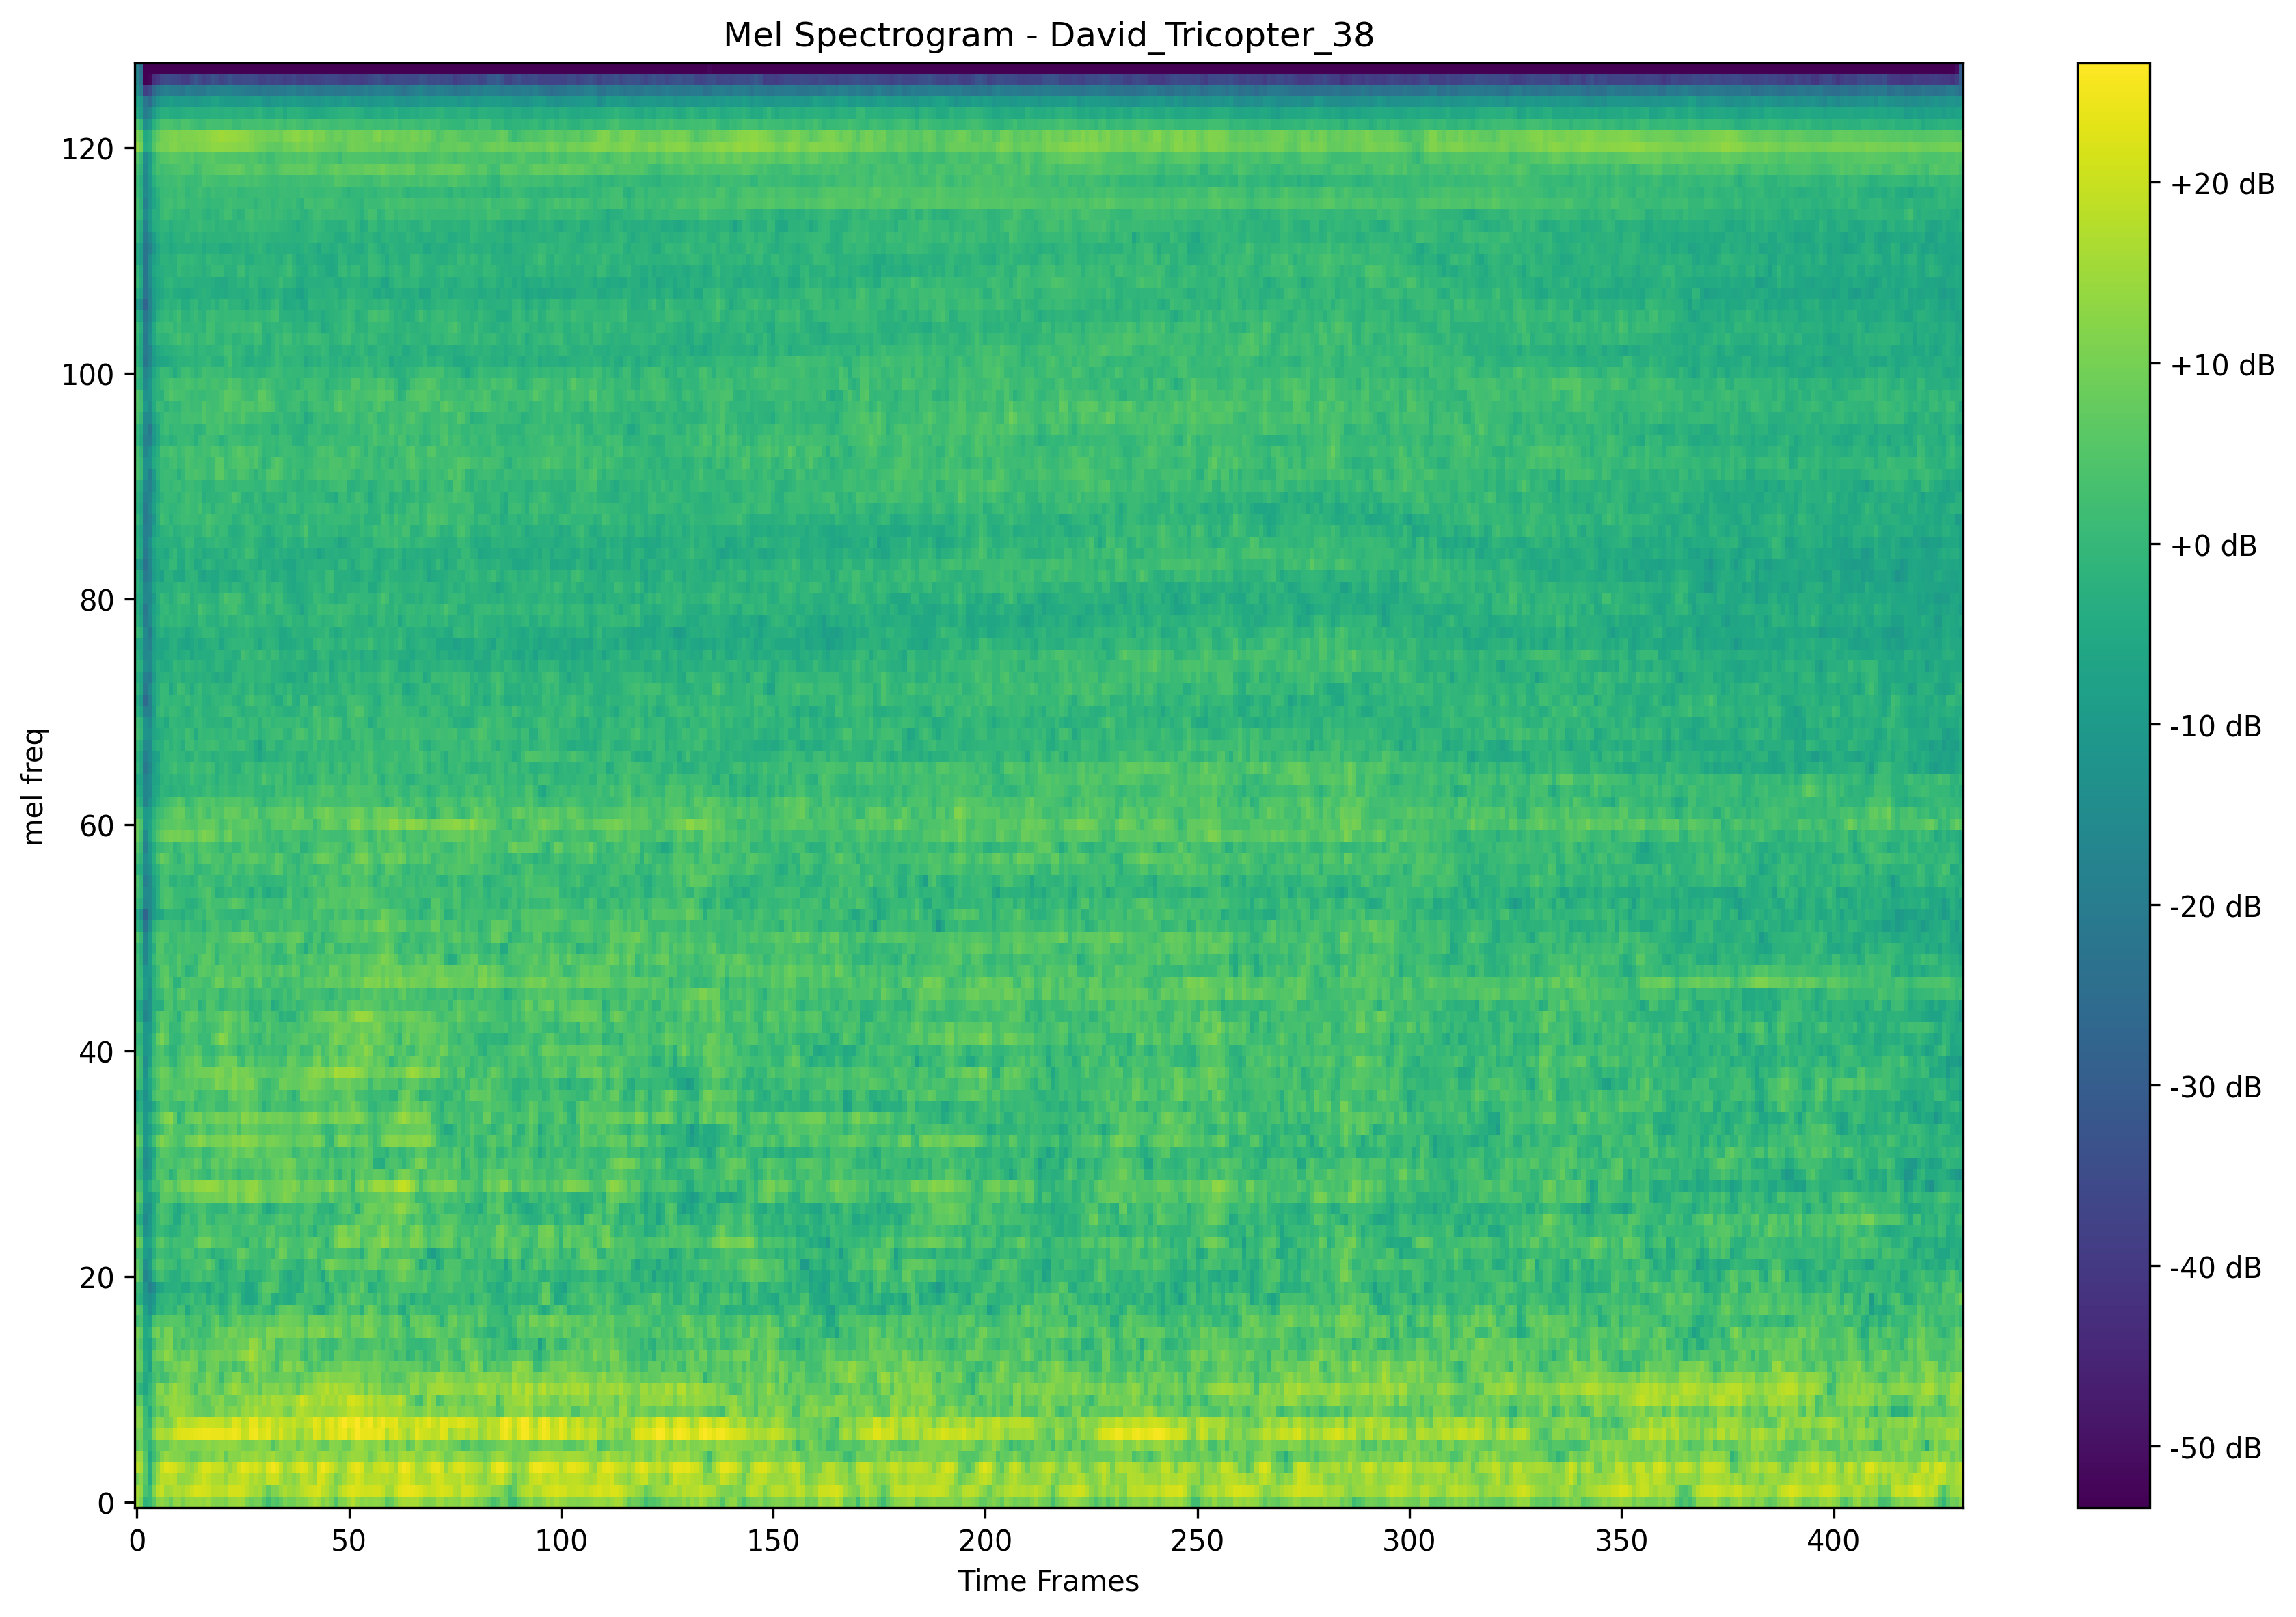 Mel Spectrogram - David_Tricopter_38
mel freq
120
100
80
60
40
20
0
0 50 100 150 200 250 300 350 400
Time Frames
+20 dB
+10 dB
+0 dB
-10 dB
-20 dB
-30 dB
-40 dB
-50 dB